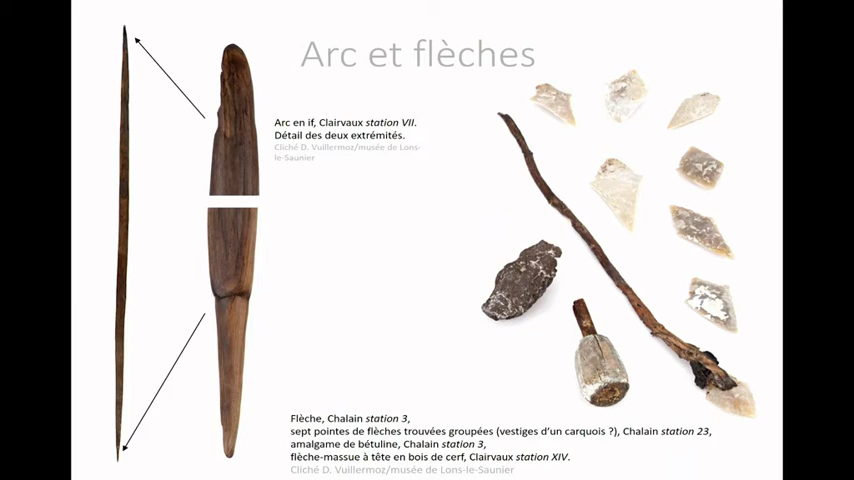 Arc et flèches
Arc en if, Clairvaux station VII.
Détail des deux extrémités.
Cliché D. Vuillermoz/musée de Lons-
le-Saunier
Flèche, Chalain station 3,
sept pointes de flèches trouvées groupées (vestiges d'un carquois ?), Chalain station 23,
amalgame de bétuline, Chalain station 3,
flèche-massue à tête en bois de cerf, Clairvaux station XIV.
Cliché D. Vuillermoz/musée de Lons-le-Saunier